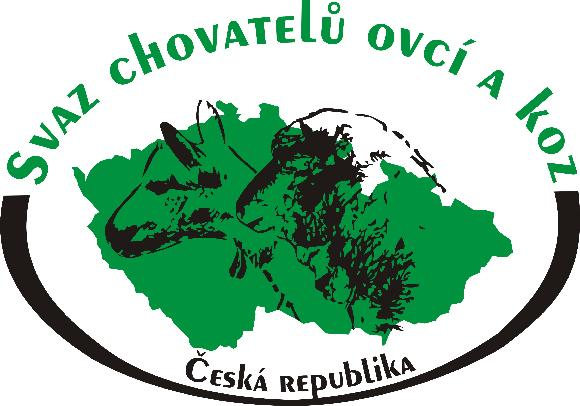 Svaz chovatelů ovcí a koz
Česká republika